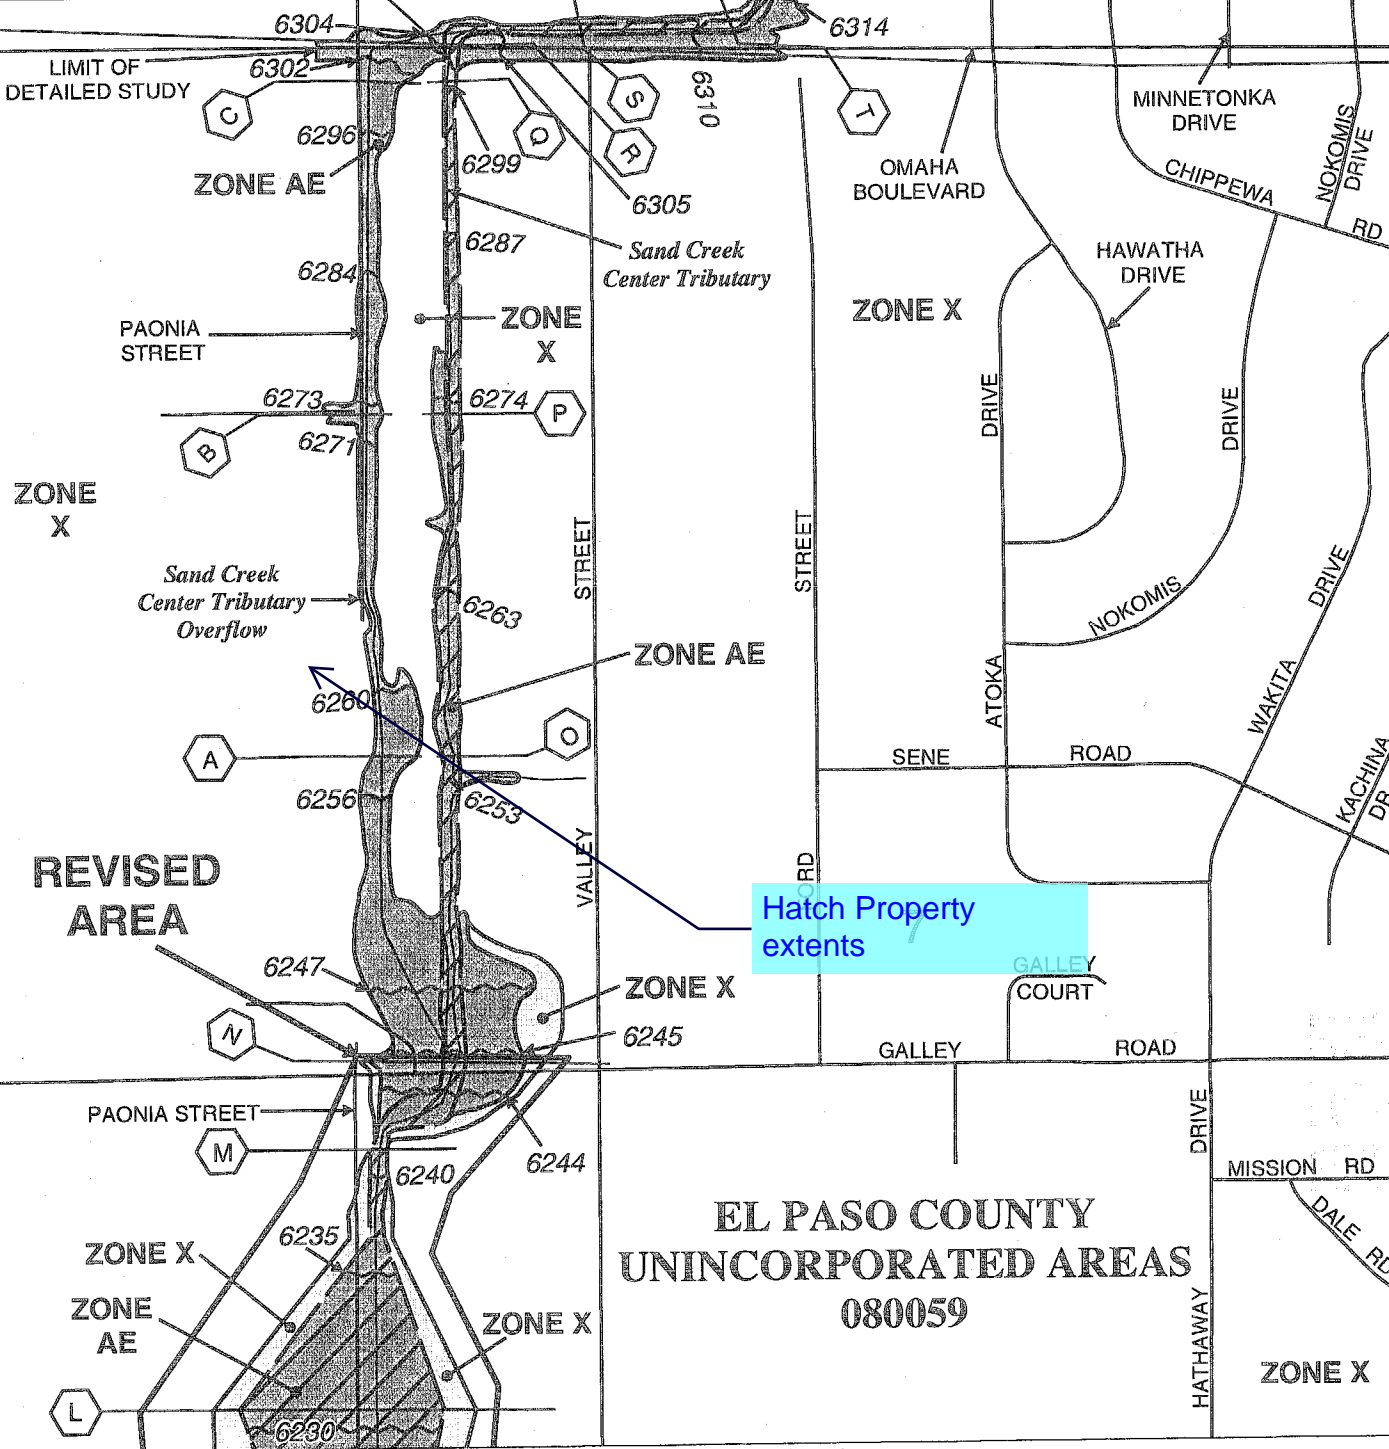 6304
6314
LIMIT OF
DETAILED STUDY
6302
C
S
6310
T
MINNETONKA
DRIVE
NOKOMIS
DRIVE
6296
Q
R
6299
ZONE AE
OMAHA
BOULEVARD
CHIPPEWA
RD
6305
6287
Sand Creek
Center Tributary
HAWATHA
DRIVE
6284
PAONIA
STREET
ZONE
X
ZONE X
6273
6274
P
B
6271
DRIVE
DRIVE
ZONE
X
STREET
STREET
Sand Creek
Center Tributary
Overflow
6263
NOKOMIS
DRIVE
ZONE AE
6260
ATOKA
WAKITA
A
O
SENE
ROAD
KACHINA
DR
6256
6253
REVISED
AREA
VALLEY
ORD
Hatch Property
extents
7
6247
ZONE X
GALLEY
COURT
N
6245
GALLEY
ROAD
PAONIA STREET
DRIVE
M
6240
6244
MISSION RD
DALE RD
EL PASO COUNTY
UNINCORPORATED AREAS
080059
6235
ZONE X
ZONE
AE
ZONE X
HATHAWAY
ZONE X
L
6230